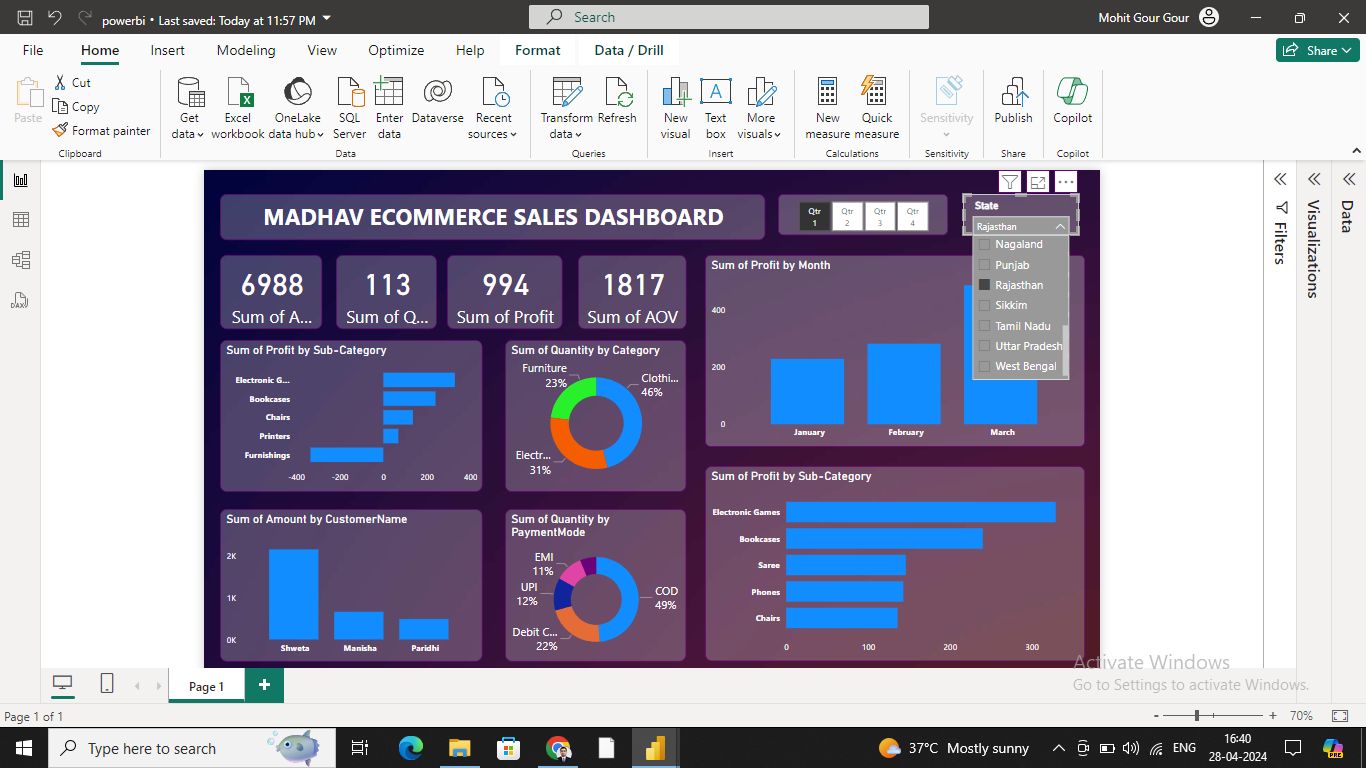 powerbi • Last saved: Today at 11:57 PM
Search
Mohit Gour Gour
File Home Insert Modeling View Optimize Help Format Data / Drill
Share
Paste
Cut
Copy
Format painter
Clipboard
Get data
Excel workbook
OneLake data hub
SQL Server
Enter data
Dataverse
Recent sources
Data
Transform data
Refresh
Queries
New visual
Text box
More visuals
Insert
New measure
Quick measure
Calculations
Sensitivity
Sensitivity
Publish
Share
Copilot
Copilot
MADHAV ECOMMERCE SALES DASHBOARD
Qtr 1
Qtr 2
Qtr 3
Qtr 4
State
Rajasthan
Nagaland
Punjab
Rajasthan
Sikkim
Tamil Nadu
Uttar Pradesh
West Bengal
Filters
Visualizations
Data
6988
Sum of A...
113
Sum of Q...
994
Sum of Profit
1817
Sum of AOV
Sum of Profit by Month
400
200
0
January February March
Sum of Profit by Sub-Category
Electronic G...
Bookcases
Chairs
Printers
Furnishings
-400 -200 0 200 400
Sum of Quantity by Category
Furniture
23%
Clothi...
46%
Electr...
31%
Sum of Profit by Sub-Category
Electronic Games
Bookcases
Saree
Phones
Chairs
0 100 200 300
Sum of Amount by CustomerName
2K
1K
0K
Shweta Manisha Paridhi
Sum of Quantity by
PaymentMode
EMI
11%
UPI
12%
COD
49%
Debit C...
22%
Activate Windows
Go to Settings to activate Windows.
Page 1
Page 1 of 1
- + 70%
Type here to search
37°C Mostly sunny
ENG
16:40
28-04-2024
DAX
PRE